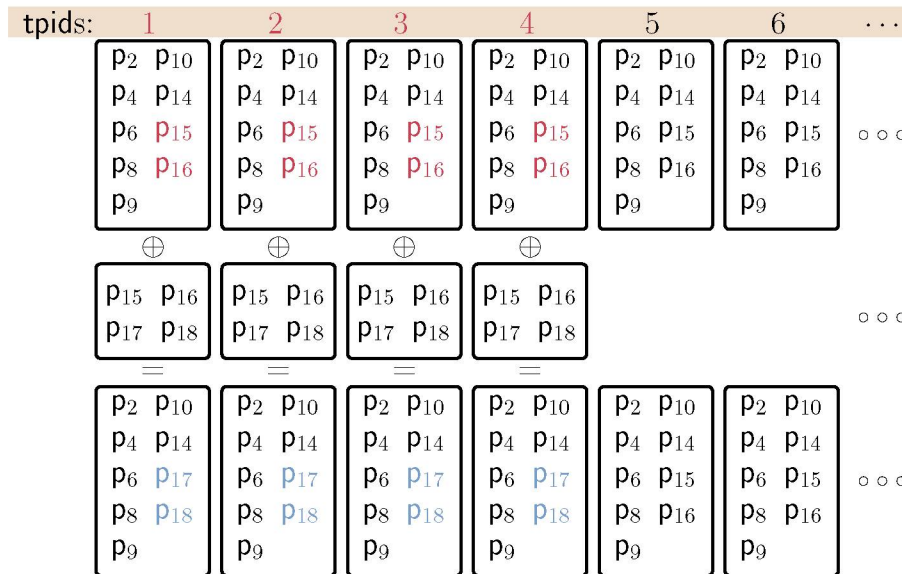 tpids: 1 2 3 4 5 6 ...
p2 p10 p2 p10 p2 p10 p2 p10 p2 p10 p2 p10
p4 p14 p4 p14 p4 p14 p4 p14 p4 p14 p4 p14
p6 p15 p6 p15 p6 p15 p6 p15 p6 p15 p6 p15
p8 p16 p8 p16 p8 p16 p8 p16 p8 p16 p8 p16
p9 p9 p9 p9 p9 p9
⊕ ⊕ ⊕ ⊕
p15 p16 p15 p16 p15 p16 p15 p16
p17 p18 p17 p18 p17 p18 p17 p18
= = = =
p2 p10 p2 p10 p2 p10 p2 p10 p2 p10 p2 p10
p4 p14 p4 p14 p4 p14 p4 p14 p4 p14 p4 p14
p6 p17 p6 p17 p6 p17 p6 p17 p6 p15 p6 p15
p8 p18 p8 p18 p8 p18 p8 p18 p8 p16 p8 p16
p9 p9 p9 p9 p9 p9